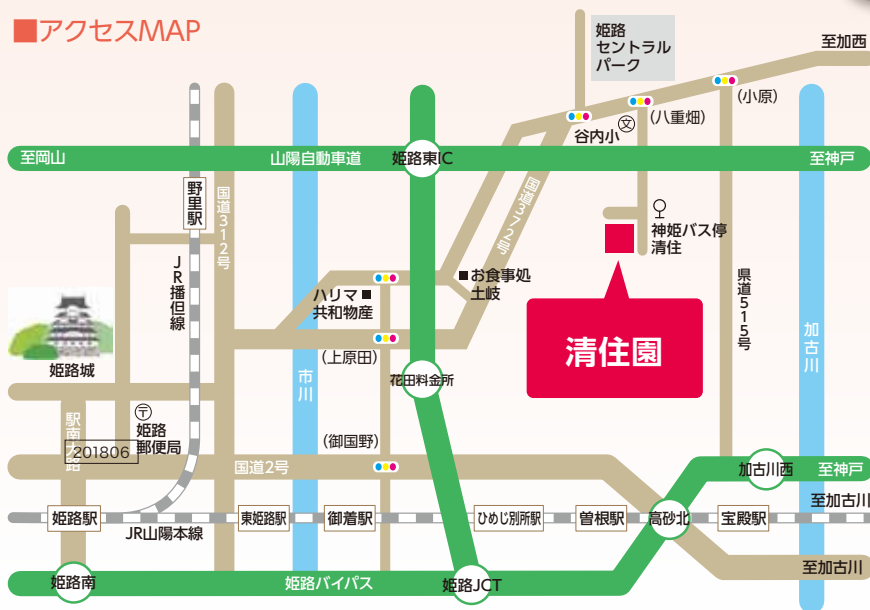 ■アクセスMAP
姫路
セントラル
パーク
至加西
(小原)
(八重畑)
谷内小
文
至岡山
山陽自動車道
姫路東IC
至神戸
野里駅
国道312号
国道372号
神姫バス停
清住
JR播但線
ハリマ■
共和物産
■お食事処
土岐
県道515号
清住園
加古川
姫路城
市川
(上原田)
花田料金所
駅南大路
〒
姫路
郵便局
201806
(御国野)
国道2号
加古川西
至神戸
姫路駅
JR山陽本線
東姫路駅
御着駅
ひめじ別所駅
曽根駅
高砂北
宝殿駅
至加古川
至加古川
姫路南
姫路バイパス
姫路JCT